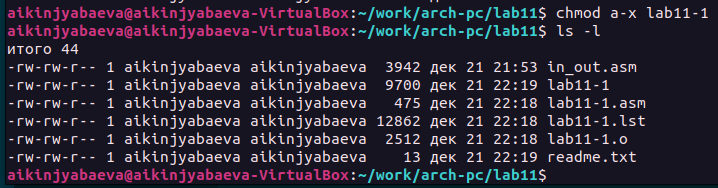 aikinjyabaeva@aikinjyabaeva-VirtualBox:~/work/arch-pc/lab11$ chmod a-x lab11-1
aikinjyabaeva@aikinjyabaeva-VirtualBox:~/work/arch-pc/lab11$ ls -l
итого 44
-rw-rw-r-- 1 aikinjyabaeva aikinjyabaeva  3942 дек 21 21:53 in_out.asm
-rw-rw-r-- 1 aikinjyabaeva aikinjyabaeva  9700 дек 21 22:19 lab11-1
-rw-rw-r-- 1 aikinjyabaeva aikinjyabaeva   475 дек 21 22:18 lab11-1.asm
-rw-rw-r-- 1 aikinjyabaeva aikinjyabaeva 12862 дек 21 22:18 lab11-1.lst
-rw-rw-r-- 1 aikinjyabaeva aikinjyabaeva  2512 дек 21 22:18 lab11-1.o
-rw-rw-r-- 1 aikinjyabaeva aikinjyabaeva    13 дек 21 22:19 readme.txt
aikinjyabaeva@aikinjyabaeva-VirtualBox:~/work/arch-pc/lab11$